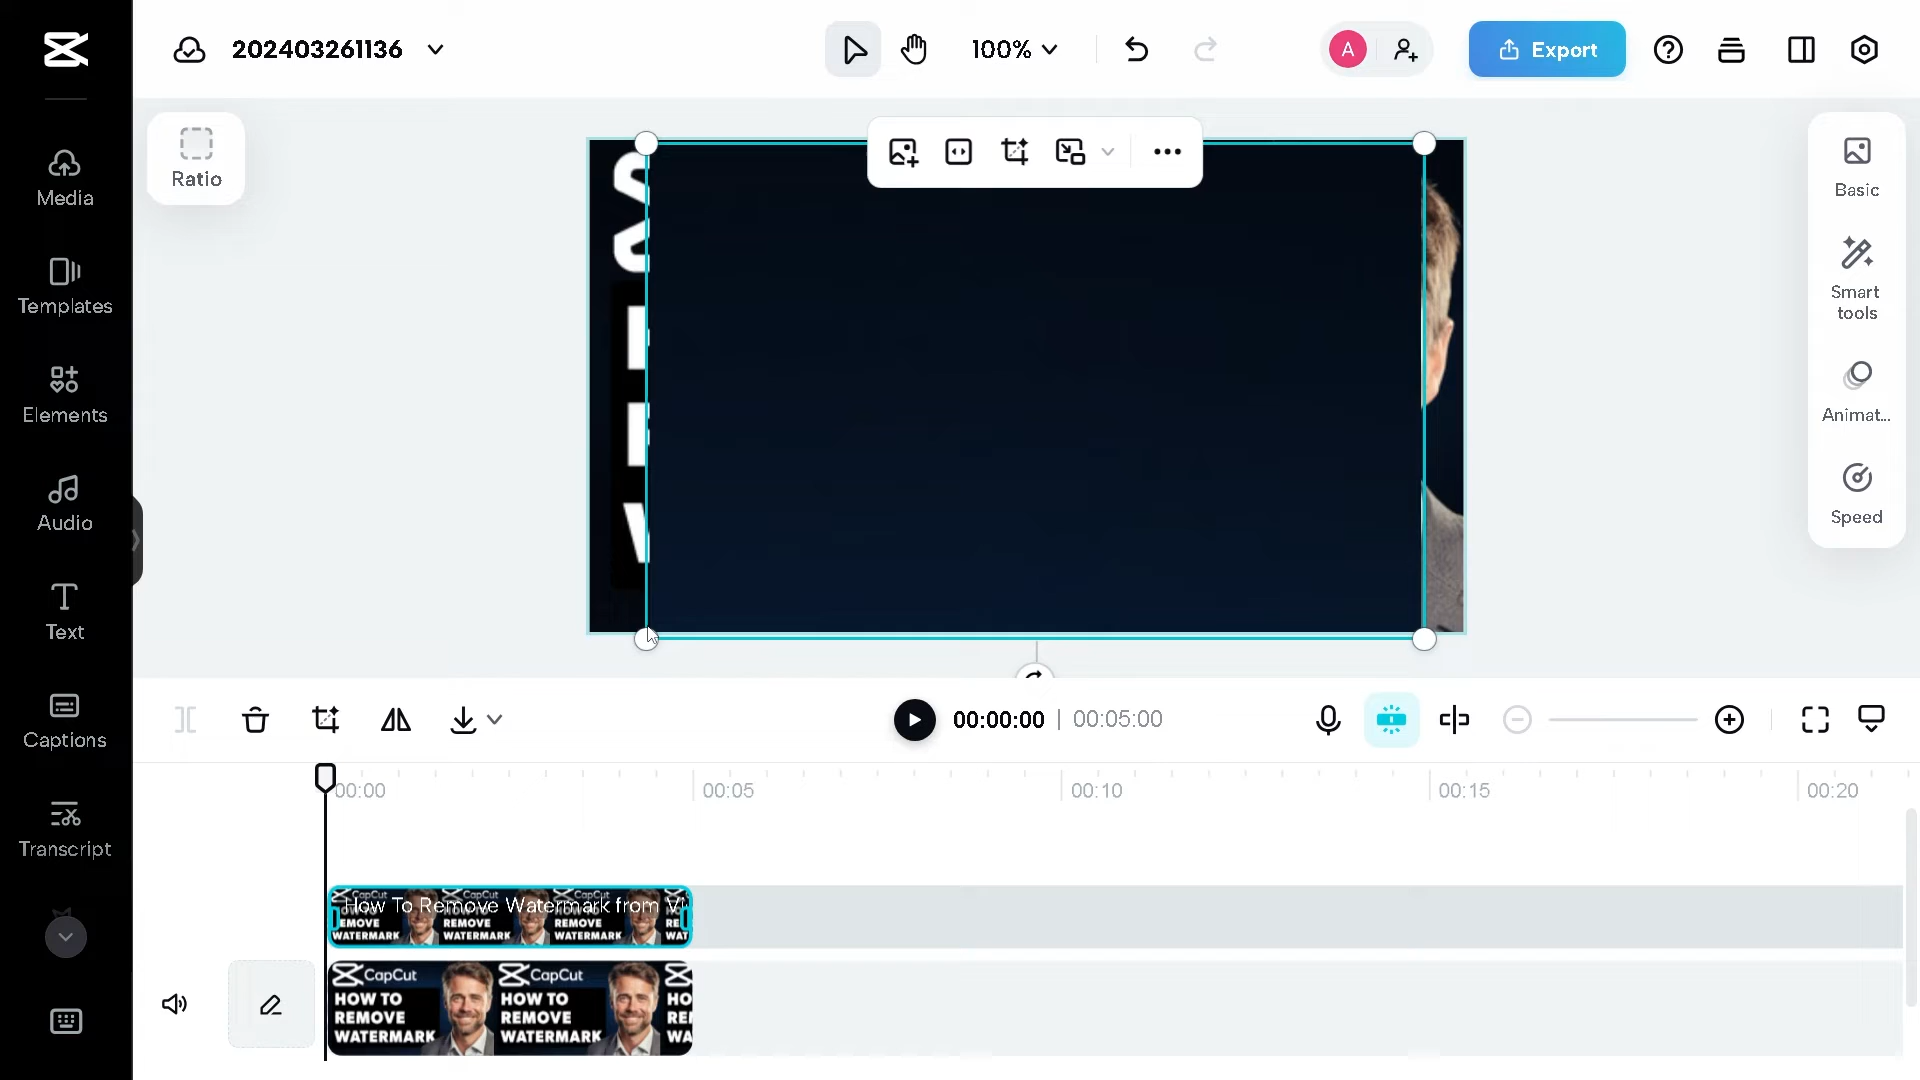 202403261136
100%
A
Export
Ratio
Media
Templates
Elements
Audio
Text
Captions
Transcript
Basic
Smart
tools
Animat...
Speed
00:00:00 | 00:05:00
00:00
00:05
00:10
00:15
00:20
CapCut CapCut CapCut
How To Remove Watermark from Vi
REMOVE REMOVE REMOVE RE
WATERMARK WATERMARK WATERMARK WAT
CapCut CapCut
HOW TO HOW TO HO
REMOVE REMOVE RE
WATERMARK WATERMARK WAT